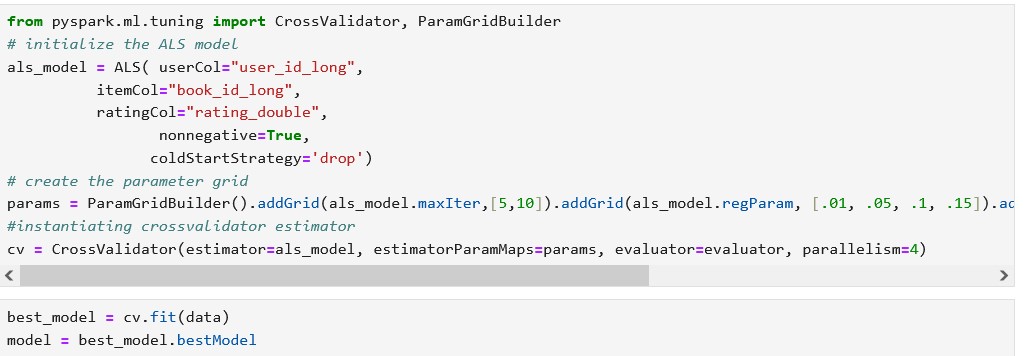 from pyspark.ml.tuning import CrossValidator, ParamGridBuilder
# initialize the ALS model
als_model = ALS( userCol="user_id_long",
itemCol="book_id_long",
ratingCol="rating_double",
nonnegative=True,
coldStartStrategy='drop')
# create the parameter grid
params = ParamGridBuilder().addGrid(als_model.maxIter,[5,10]).addGrid(als_model.regParam, [.01, .05, .1, .15]).ac
#instantiating crossvalidator estimator
cv = CrossValidator(estimator=als_model, estimatorParamMaps=params, evaluator=evaluator, parallelism=4)
best_model = cv.fit(data)
model = best_model.bestModel